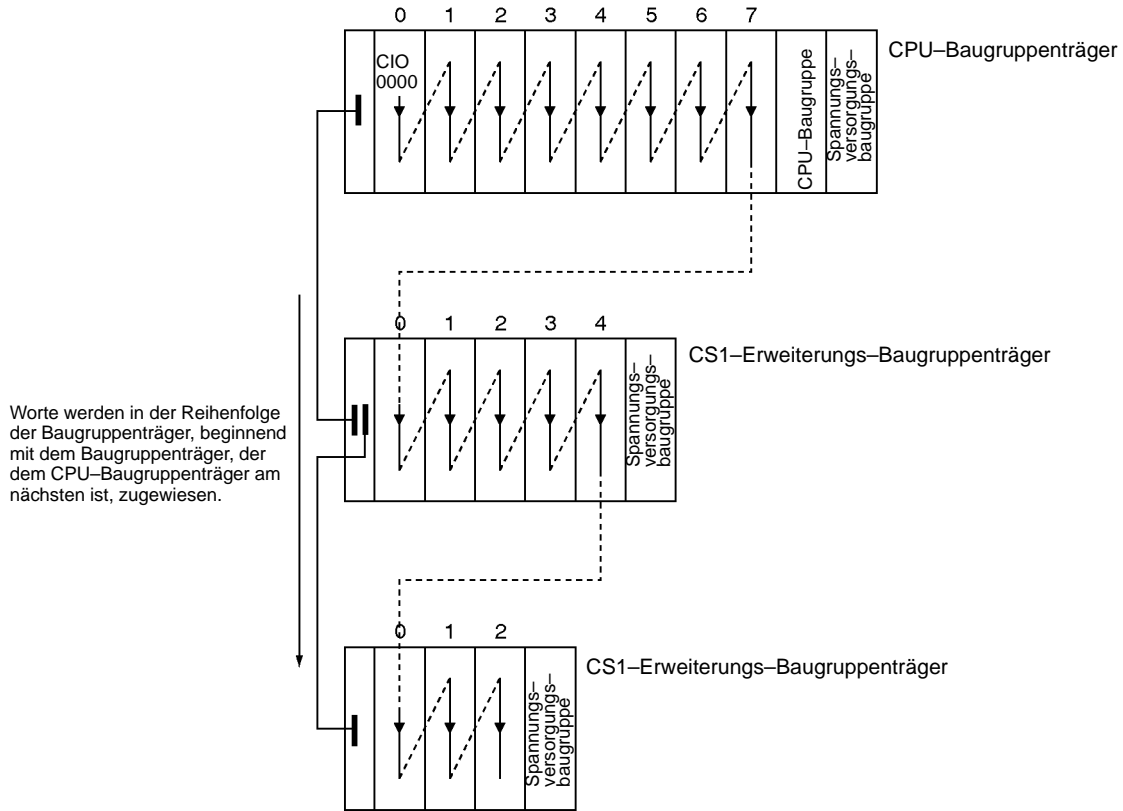 0 1 2 3 4 5 6 7
CPU–Baugruppenträger
CIO
0000
CPU–Baugruppe
Spannungs–
versorgungs–
baugruppe
0 1 2 3 4
CS1–Erweiterungs–Baugruppenträger
Spannungs–
versorgungs–
baugruppe
Worte werden in der Reihenfolge
der Baugruppenträger, beginnend
mit dem Baugruppenträger, der
dem CPU–Baugruppenträger am
nächsten ist, zugewiesen.
0 1 2
CS1–Erweiterungs–Baugruppenträger
Spannungs–
versorgungs–
baugruppe